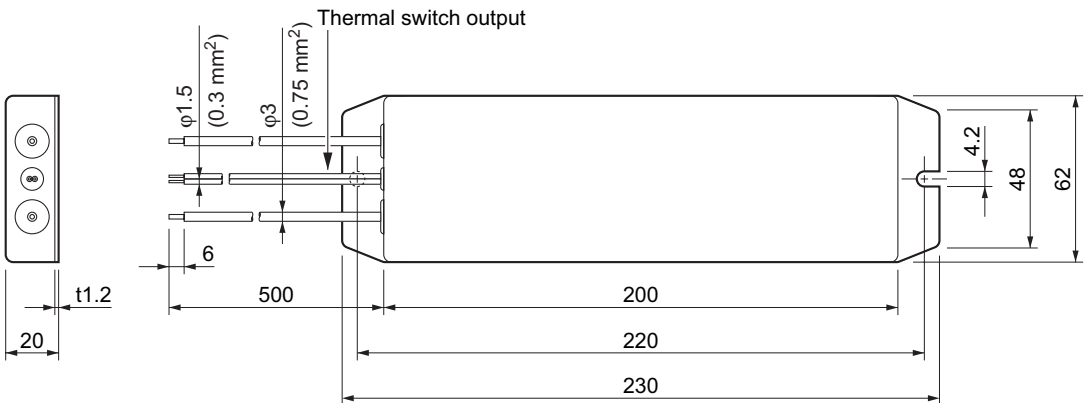 Thermal switch output
φ1.5
(0.3 mm²)
φ3
(0.75 mm²)
4.2
48
62
6
t1.2
500
200
20
220
230